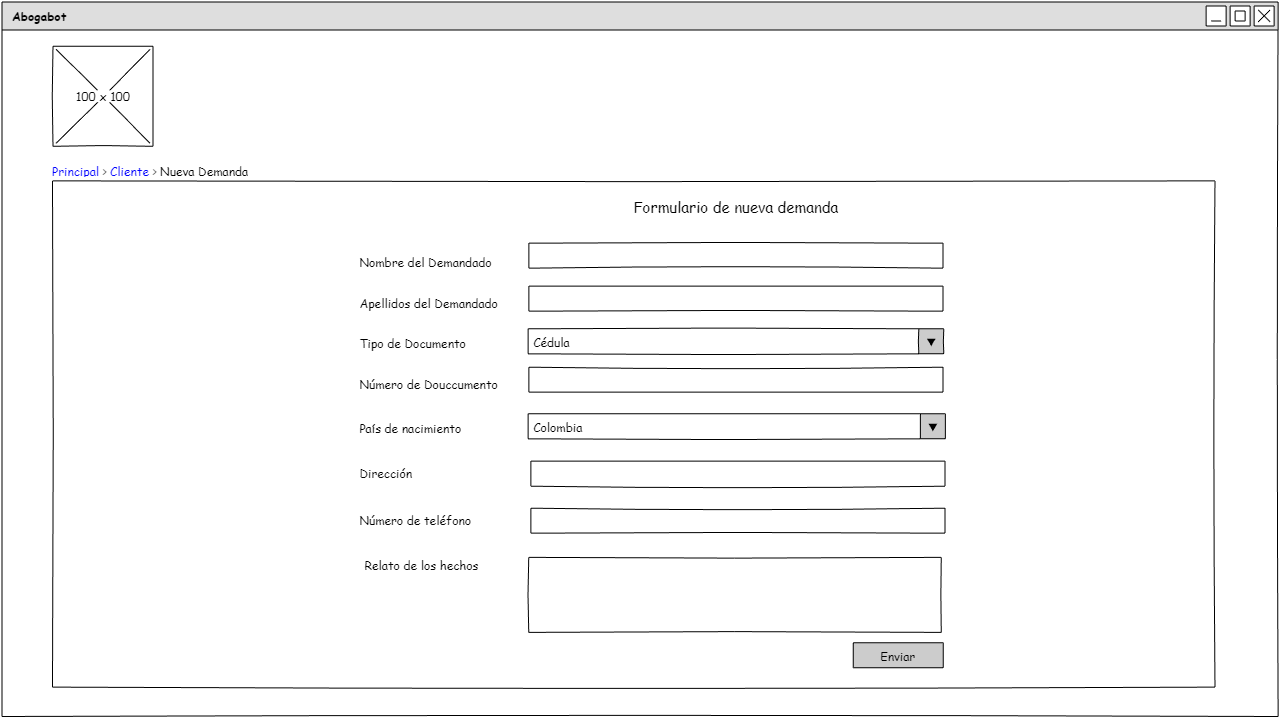 Abogabot
100 x 100
Principal > Cliente > Nueva Demanda
Formulario de nueva demanda
Nombre del Demandado
Apellidos del Demandado
Tipo de Documento
Cédula
Número de Douccumento
País de nacimiento
Colombia
Dirección
Número de teléfono
Relato de los hechos
Enviar